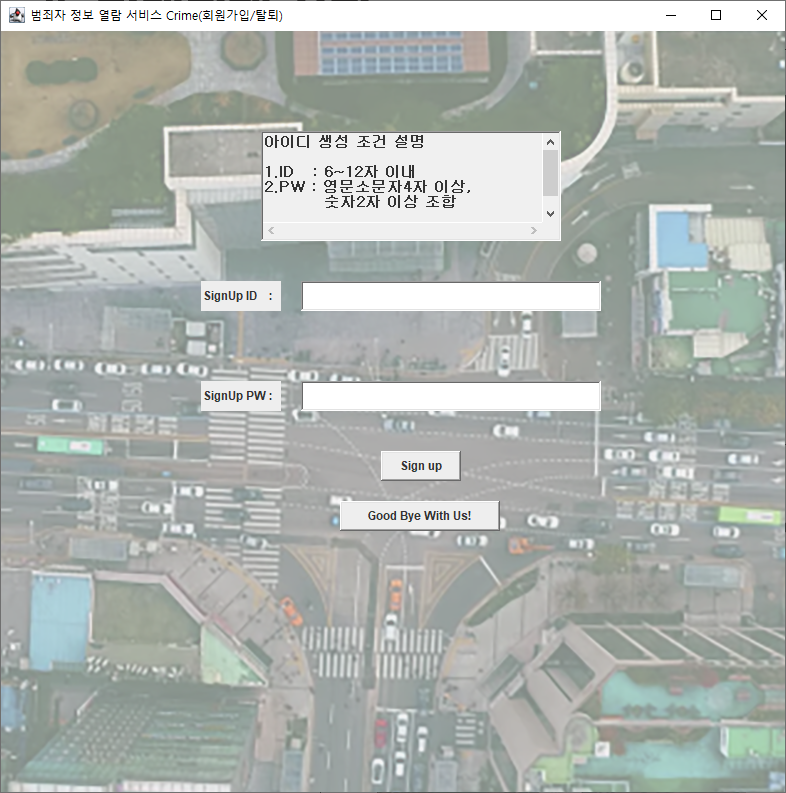 범죄자 정보 열람 서비스 Crime(회원가입/탈퇴)
아이디 생성 조건 설명
1.ID : 6~12자 이내
2.PW : 영문소문자4자 이상,
숫자2자 이상 조합
SignUp ID :
SignUp PW :
Sign up
Good Bye With Us!